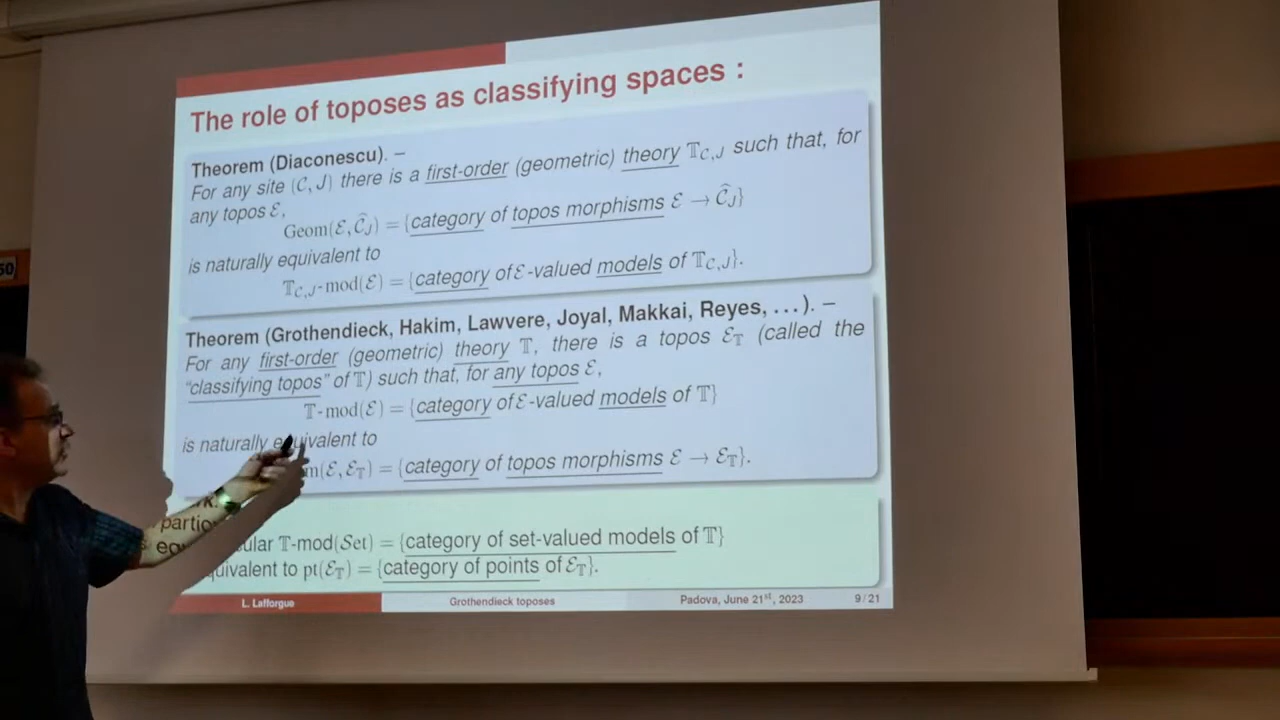 The role of toposes as classifying spaces :
Theorem (Diaconescu). –
For any site (𝒞, J) there is a first-order (geometric) theory 𝕋_{𝒞,J} such that, for
any topos ℰ,
Geom(ℰ, 𝒞̂_J) = {category of topos morphisms ℰ → 𝒞̂_J}
is naturally equivalent to
𝕋_{𝒞,J}-mod(ℰ) = {category of ℰ-valued models of 𝕋_{𝒞,J}}.
Theorem (Grothendieck, Hakim, Lawvere, Joyal, Makkai, Reyes, …). –
For any first-order (geometric) theory 𝕋, there is a topos ℰ_𝕋 (called the
“classifying topos” of 𝕋) such that, for any topos ℰ,
𝕋-mod(ℰ) = {category of ℰ-valued models of 𝕋}
is naturally equivalent to
m(ℰ, ℰ_𝕋) = {category of topos morphisms ℰ → ℰ_𝕋}.
partic ular 𝕋-mod(Set) = {category of set-valued models of 𝕋}
equivalent to pt(ℰ_𝕋) = {category of points of ℰ_𝕋}.
L. Lafforgue Grothendieck toposes Padova, June 21st, 2023 9 / 21